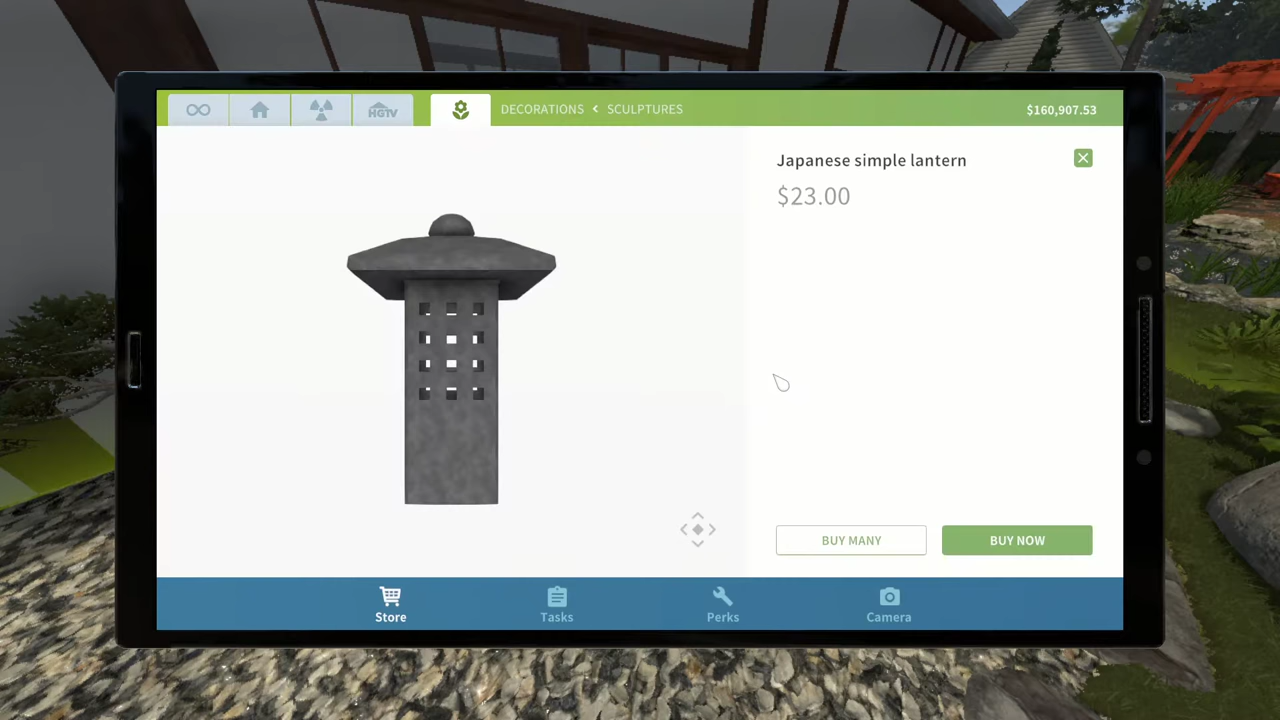 HGTV
DECORATIONS < SCULPTURES
$160,907.53
Japanese simple lantern
$23.00
BUY MANY
BUY NOW
Store
Tasks
Perks
Camera